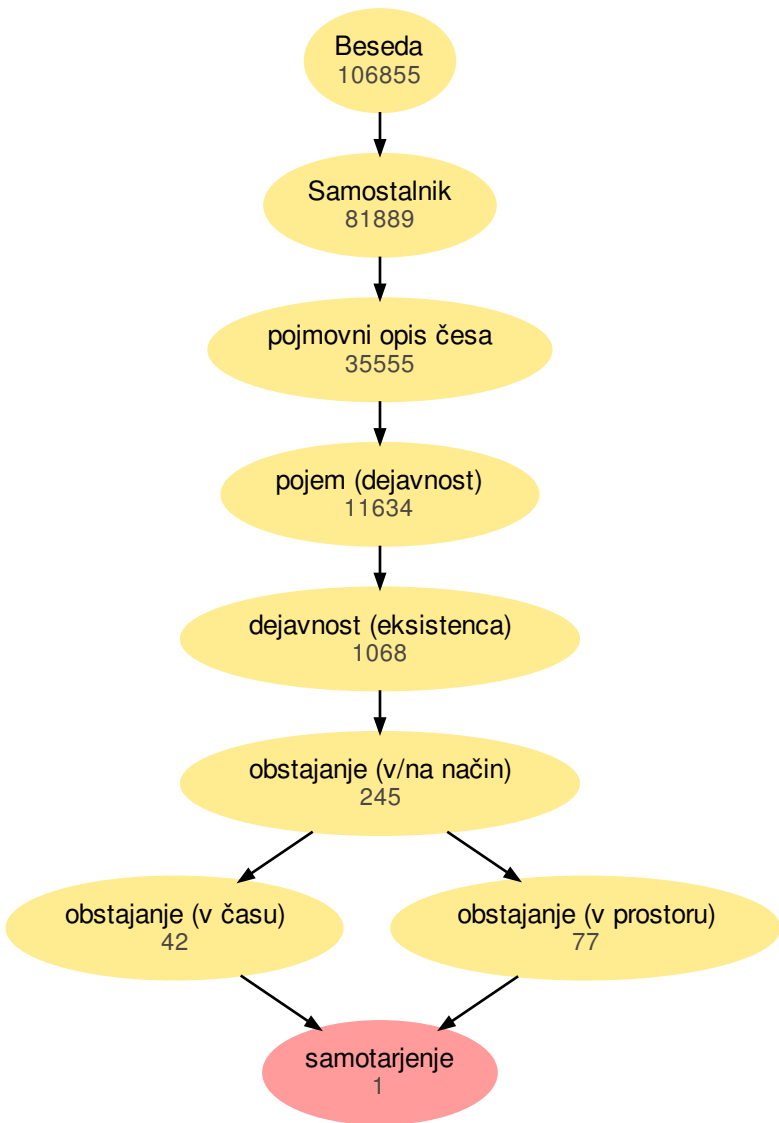 Beseda
106855
Samostalnik
81889
pojmovni opis česa
35555
pojem (dejavnost)
11634
dejavnost (eksistenca)
1068
obstajanje (v/na način)
245
obstajanje (v času)
42
obstajanje (v prostoru)
77
samotarjenje
1